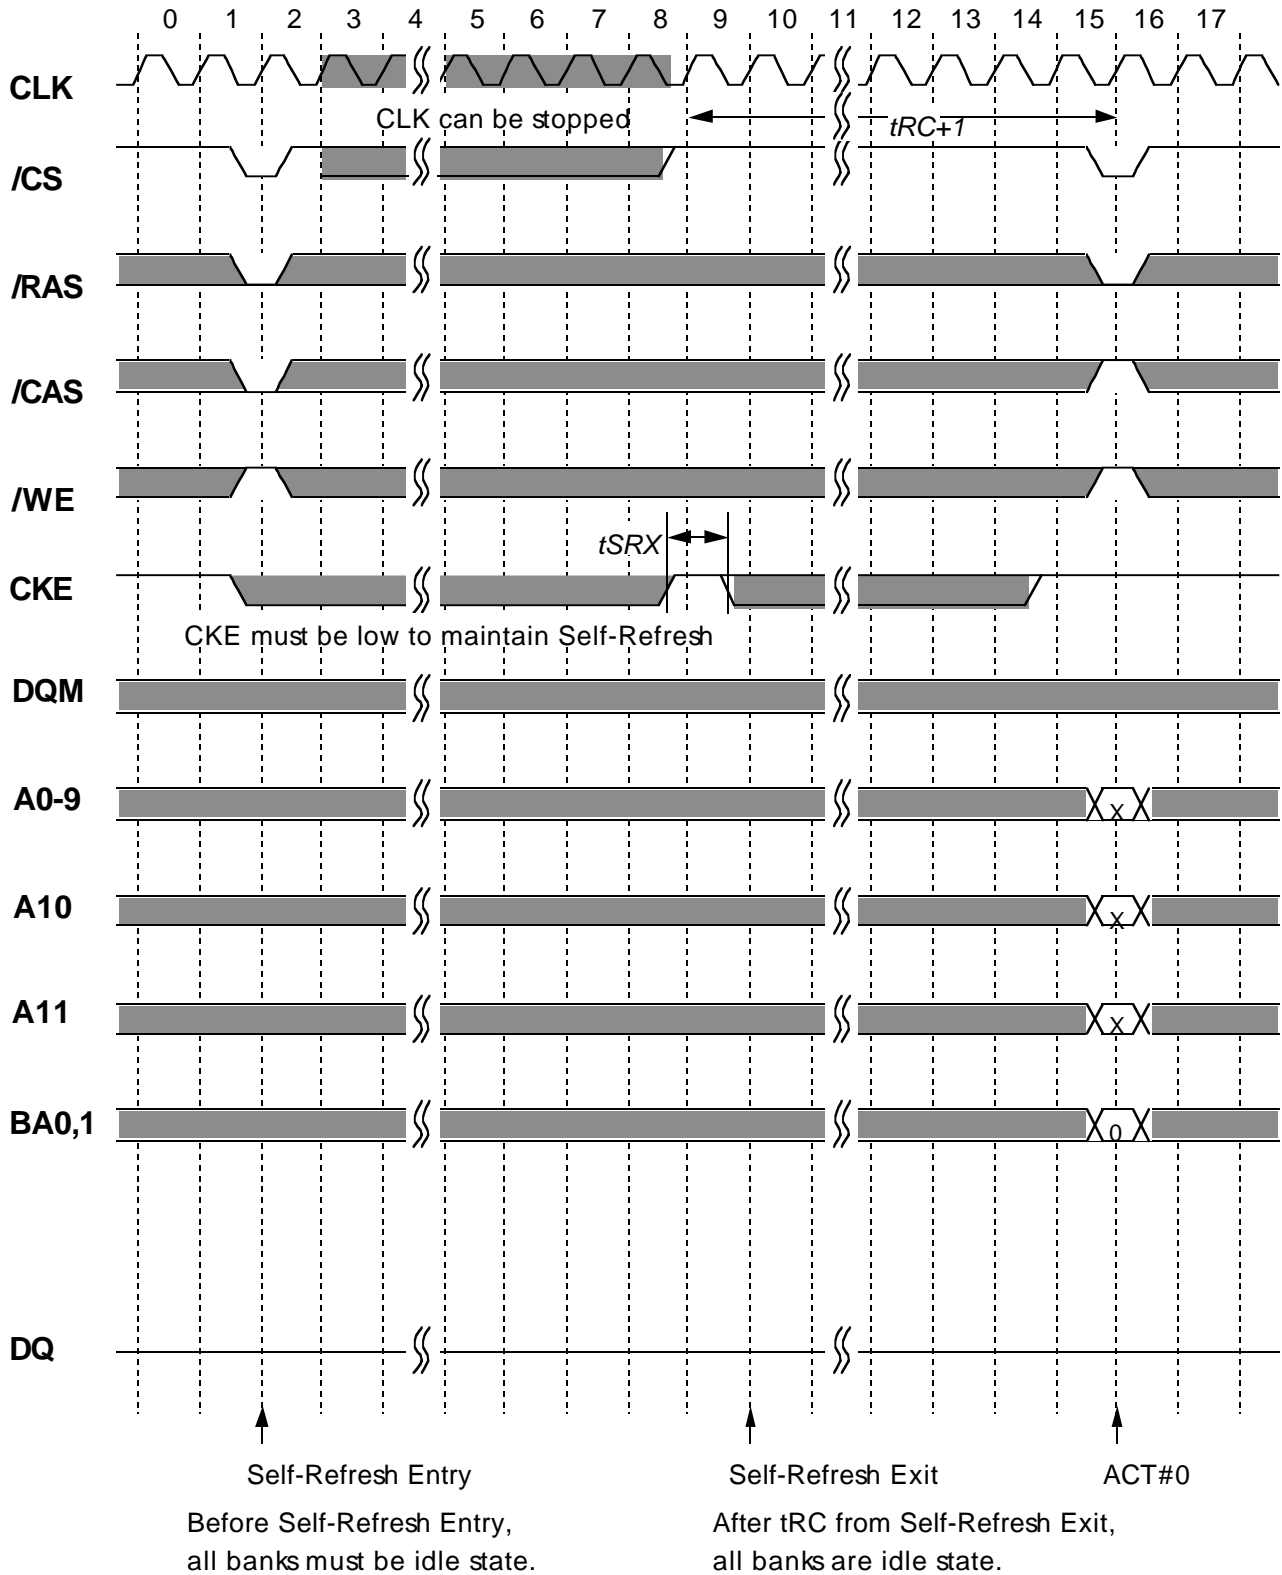 0 1 2 3 4 5 6 7 8 9 10 11 12 13 14 15 16 17
CLK
CLK can be stopped
tRC+1
/CS
/RAS
/CAS
/WE
tSRX
CKE
CKE must be low to maintain Self-Refresh
DQM
A0-9
X
A10
X
A11
X
BA0,1
0
DQ
Self-Refresh Entry
Self-Refresh Exit
ACT#0
Before Self-Refresh Entry,
all banks must be idle state.
After tRC from Self-Refresh Exit,
all banks are idle state.